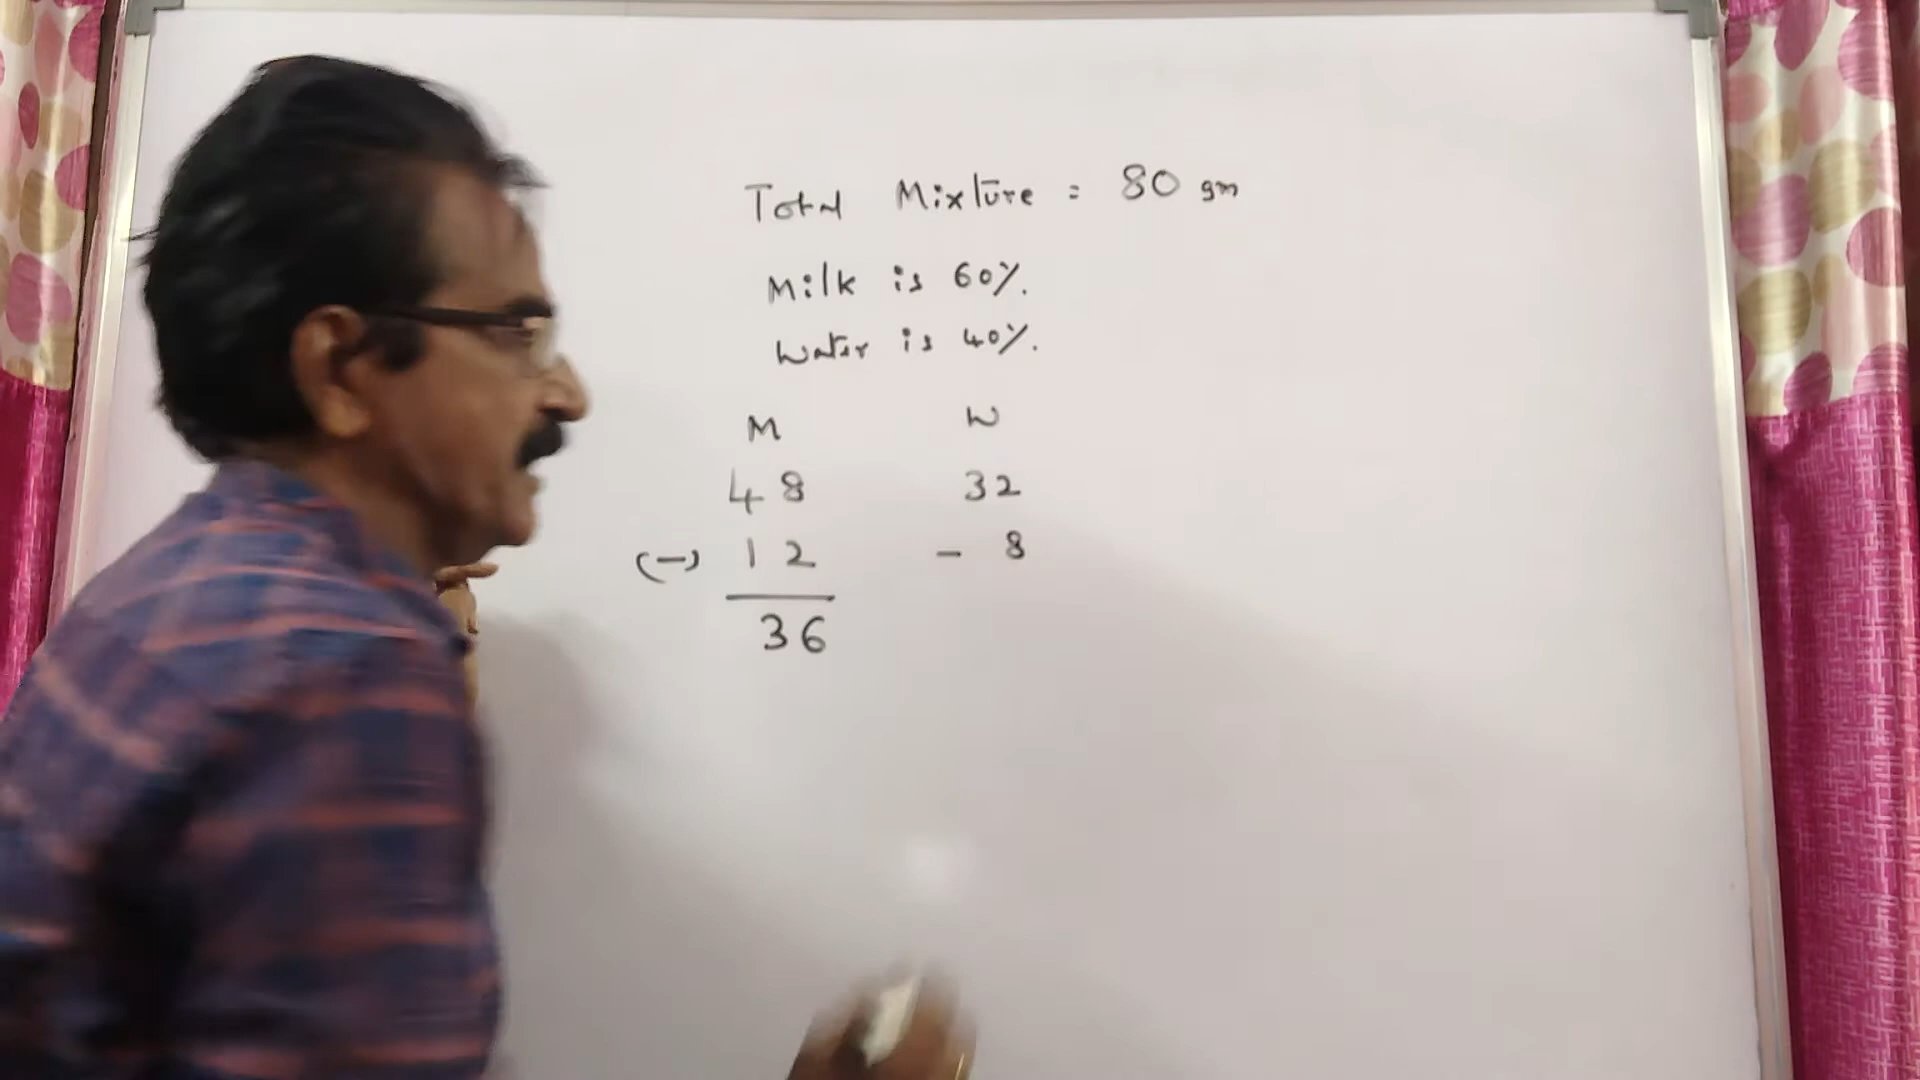 Total Mixture = 80 gm
Milk is 60%.
Water is 40%.
M W
48 32
(-) 12 - 8
36